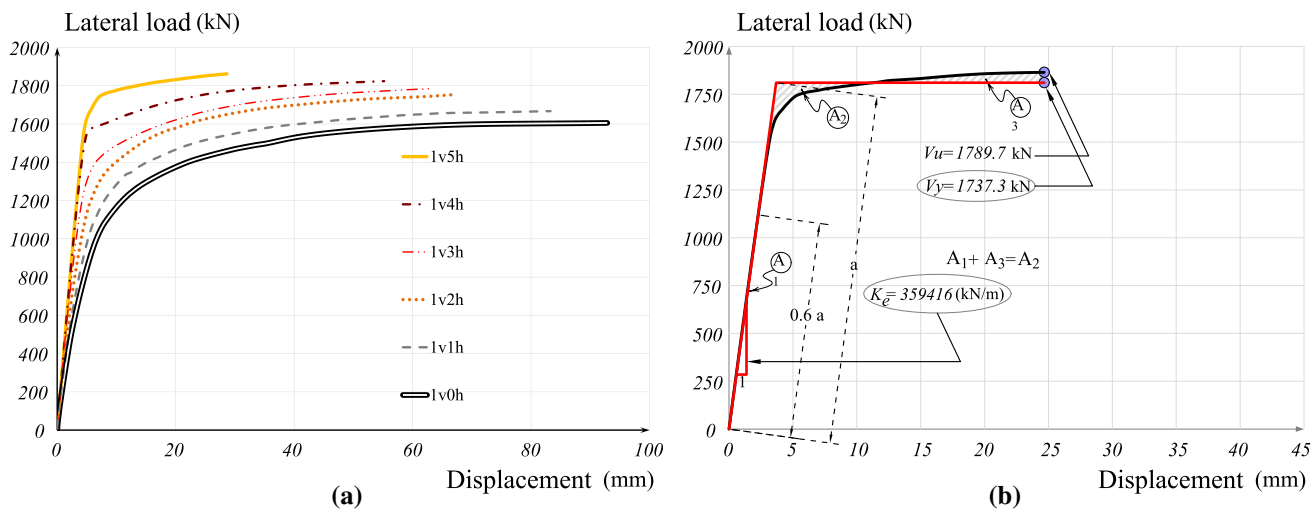 Lateral load (kN)
2000
1800
1600
1400
1200
1000
800
600
400
200
0
1v5h
1v4h
1v3h
1v2h
1v1h
1v0h
0 20 40 60 80 100
Displacement (mm)
(a)
Lateral load (kN)
2000
1750
1500
1250
1000
750
500
250
0
A2
A
3
Vu=1789.7 kN
Vy=1737.3 kN
A1+ A3=A2
A
1
a
Ke=359416 (kN/m)
0.6 a
1
0 5 10 15 20 25 30 35 40 45
Displacement (mm)
(b)